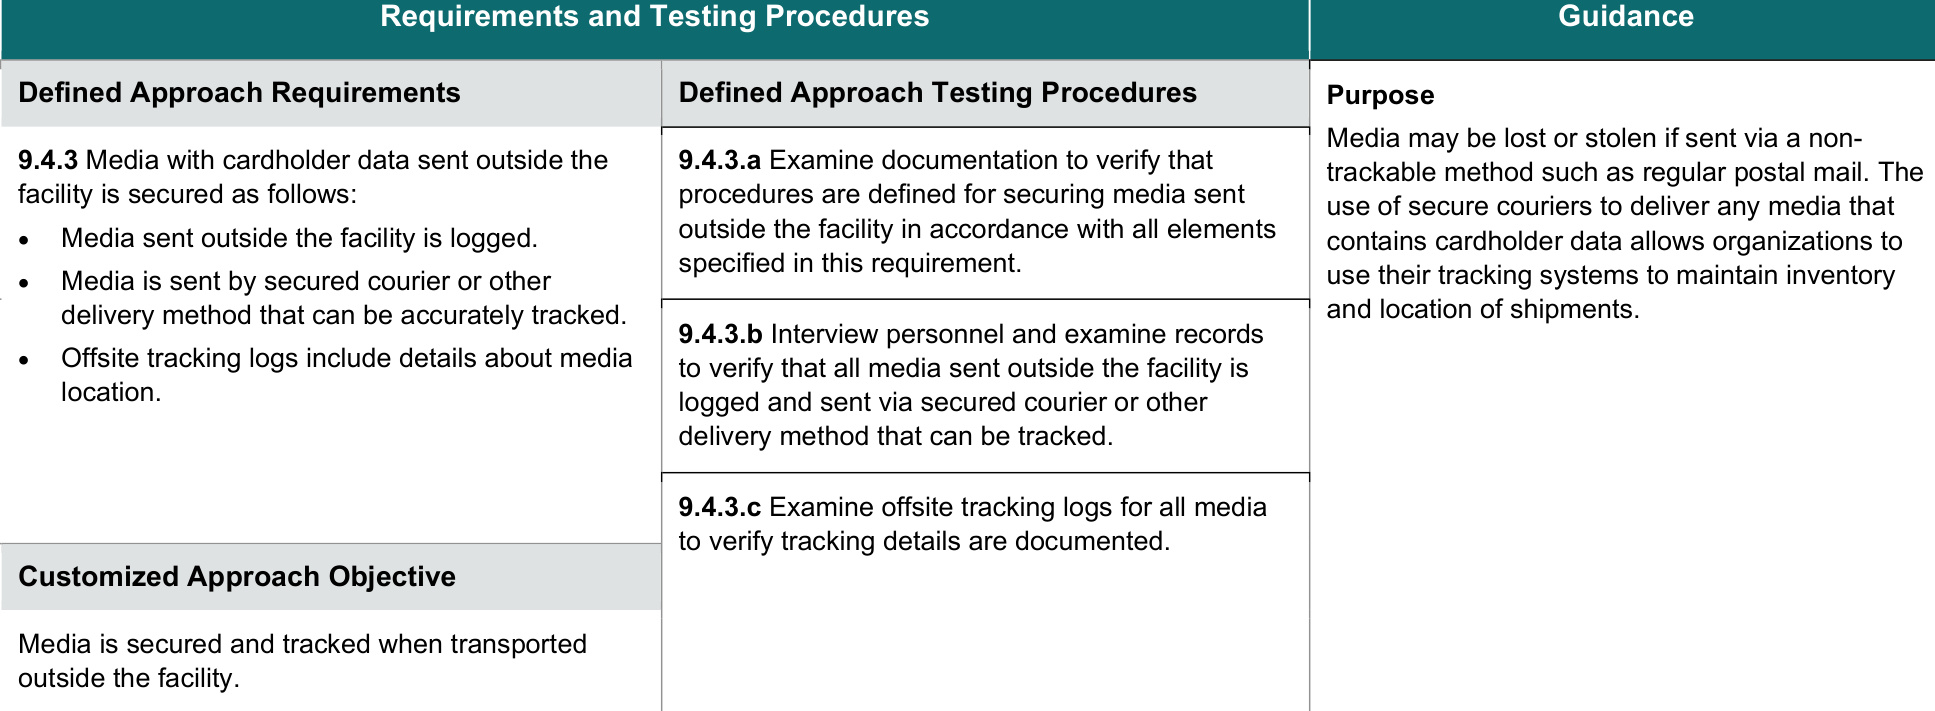 Requirements and Testing Procedures
Guidance
Defined Approach Requirements
9.4.3 Media with cardholder data sent outside the
facility is secured as follows:
• Media sent outside the facility is logged.
• Media is sent by secured courier or other
delivery method that can be accurately tracked.
• Offsite tracking logs include details about media
location.
Customized Approach Objective
Media is secured and tracked when transported
outside the facility.
Defined Approach Testing Procedures
9.4.3.a Examine documentation to verify that
procedures are defined for securing media sent
outside the facility in accordance with all elements
specified in this requirement.
9.4.3.b Interview personnel and examine records
to verify that all media sent outside the facility is
logged and sent via secured courier or other
delivery method that can be tracked.
9.4.3.c Examine offsite tracking logs for all media
to verify tracking details are documented.
Purpose
Media may be lost or stolen if sent via a non-
trackable method such as regular postal mail. The
use of secure couriers to deliver any media that
contains cardholder data allows organizations to
use their tracking systems to maintain inventory
and location of shipments.